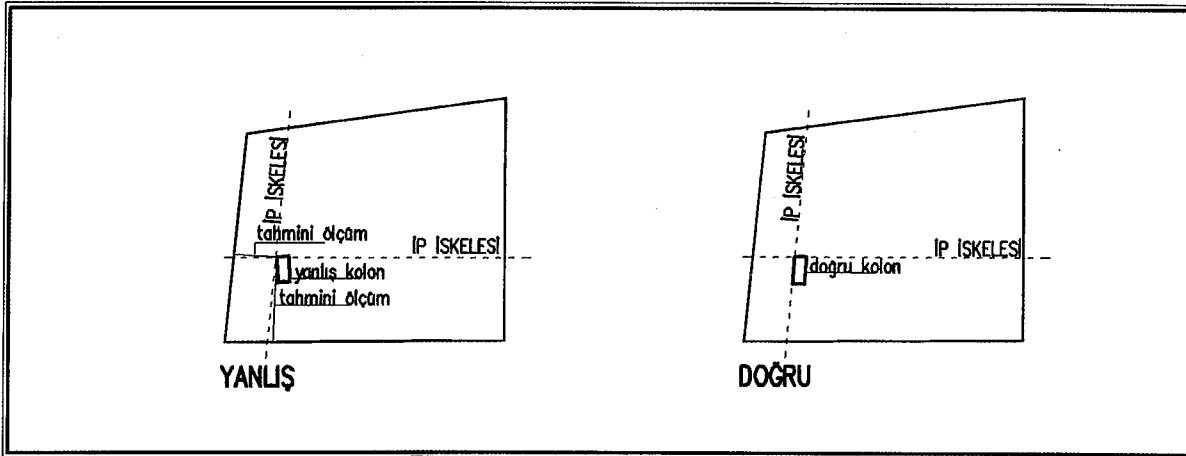 İP İSKELESİ
tahmini ölçüm
İP İSKELESİ
yanlış kolon
tahmini ölçüm
YANLIŞ
İP İSKELESİ
İP İSKELESİ
doğru kolon
DOĞRU